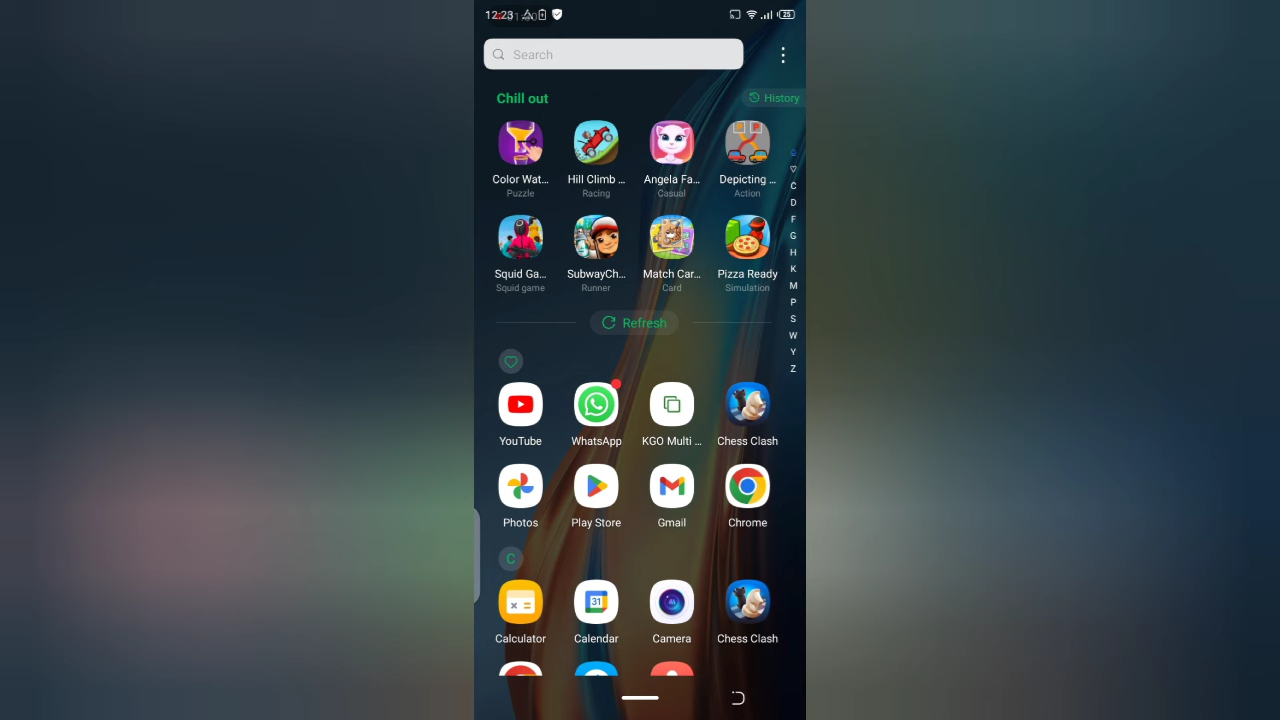 12:23
25
Search
Chill out
History
Color Wat... Hill Climb ... Angela Fa... Depicting ...
Puzzle Racing Casual Action
Squid Ga... SubwayCh... Match Car... Pizza Ready
Squid game Runner Card Simulation
Refresh
YouTube WhatsApp KGO Multi ... Chess Clash
Photos Play Store Gmail Chrome
C
31
Calculator Calendar Camera Chess Clash
C
D
F
G
H
K
M
P
S
W
Y
Z